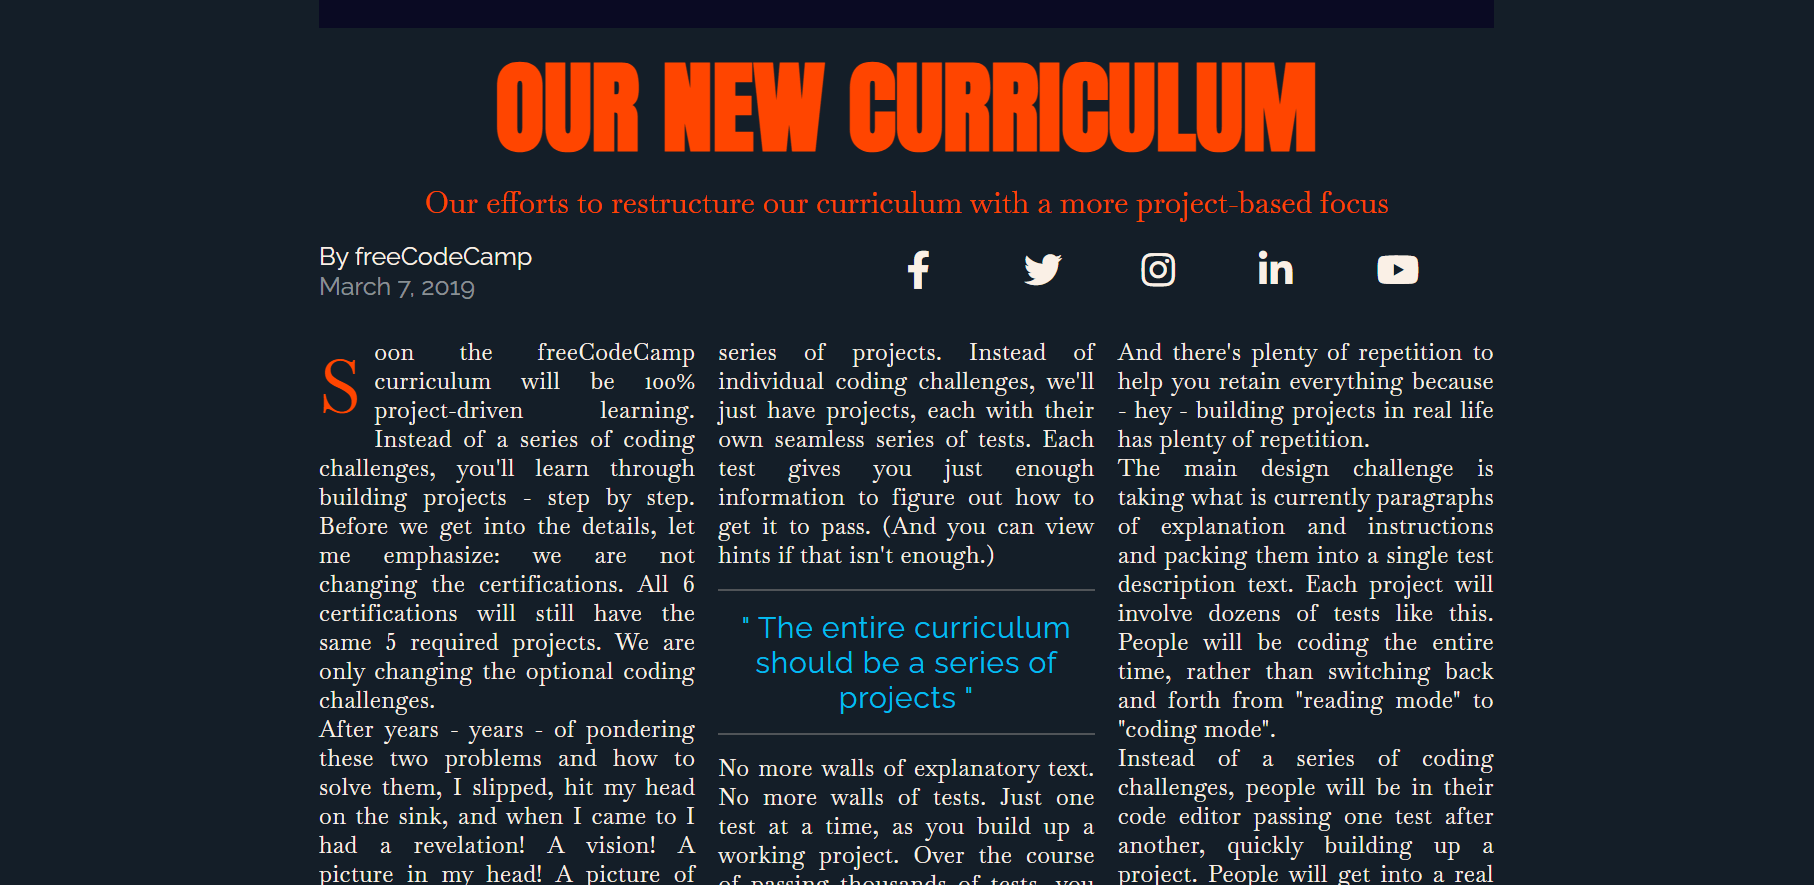 OUR NEW CURRICULUM
Our efforts to restructure our curriculum with a more project-based focus
By freeCodeCamp
March 7, 2019
Soon the freeCodeCamp
curriculum will be 100%
project-driven learning.
Instead of a series of coding
challenges, you'll learn through
building projects - step by step.
Before we get into the details, let
me emphasize: we are not
changing the certifications. All 6
certifications will still have the
same 5 required projects. We are
only changing the optional coding
challenges.
After years - years - of pondering
these two problems and how to
solve them, I slipped, hit my head
on the sink, and when I came to I
had a revelation! A vision! A
picture in my head! A picture of
series of projects. Instead of
individual coding challenges, we'll
just have projects, each with their
own seamless series of tests. Each
test gives you just enough
information to figure out how to
get it to pass. (And you can view
hints if that isn't enough.)
" The entire curriculum
should be a series of
projects "
No more walls of explanatory text.
No more walls of tests. Just one
test at a time, as you build up a
working project. Over the course
of passing thousands of tests, you
And there's plenty of repetition to
help you retain everything because
- hey - building projects in real life
has plenty of repetition.
The main design challenge is
taking what is currently paragraphs
of explanation and instructions
and packing them into a single test
description text. Each project will
involve dozens of tests like this.
People will be coding the entire
time, rather than switching back
and forth from "reading mode" to
"coding mode".
Instead of a series of coding
challenges, people will be in their
code editor passing one test after
another, quickly building up a
project. People will get into a real